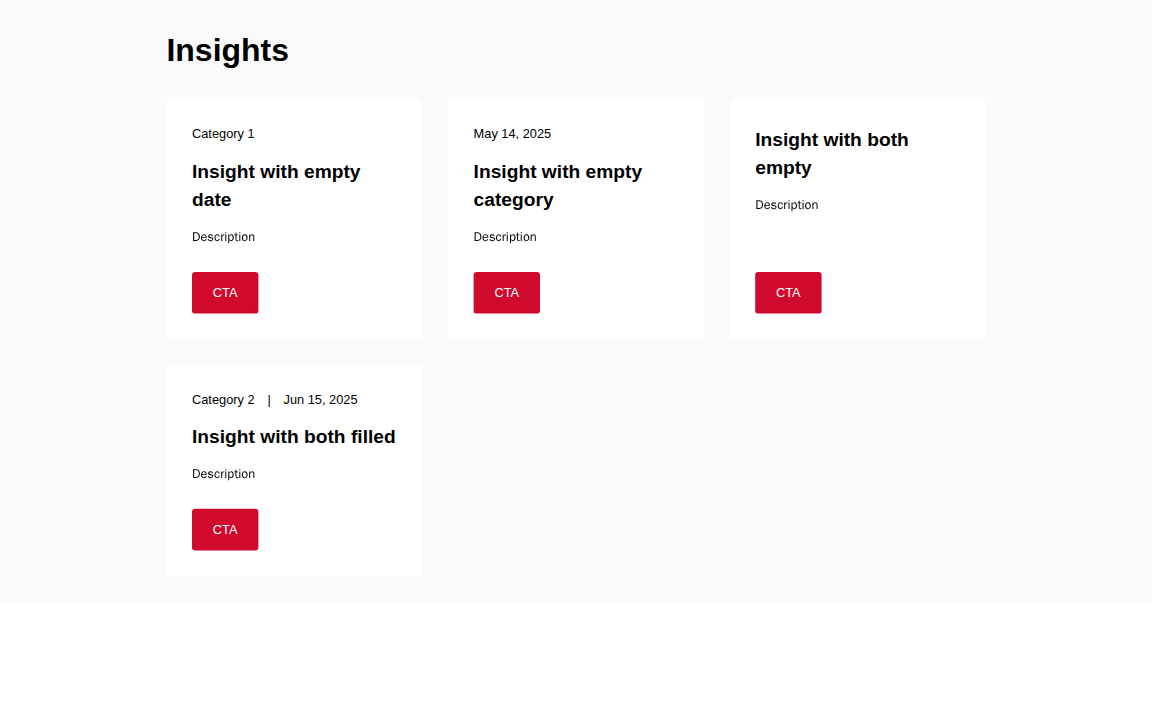 Insights
Category 1
Insight with empty
date
Description
CTA
May 14, 2025
Insight with empty
category
Description
CTA
Insight with both
empty
Description
CTA
Category 2 | Jun 15, 2025
Insight with both filled
Description
CTA